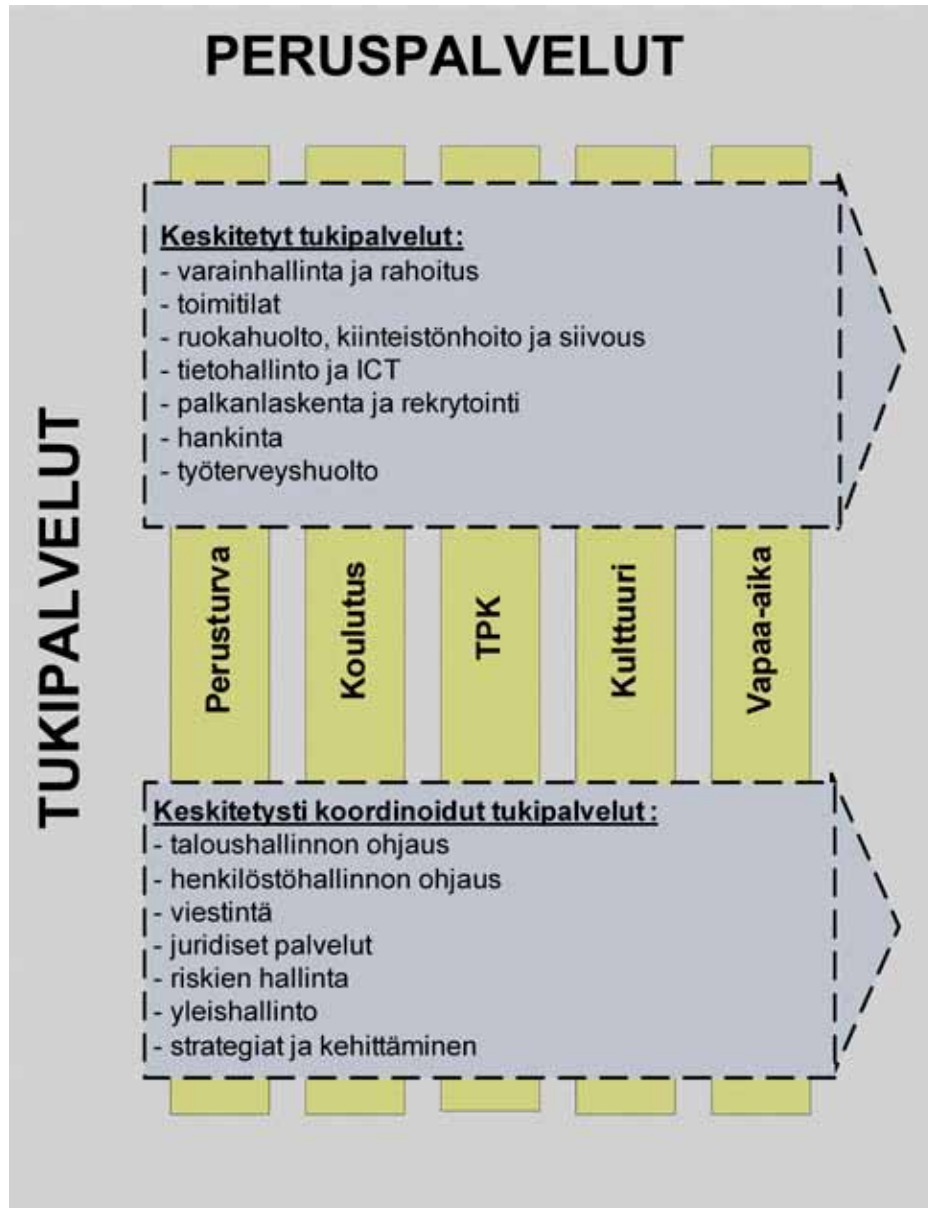 PERUSPALVELUT
TUKIPALVELUT
Keskitetyt tukipalvelut:
- varainhallinta ja rahoitus
- toimitilat
- ruokahuolto, kiinteistönhoito ja siivous
- tietohallinto ja ICT
- palkanlaskenta ja rekrytointi
- hankinta
- työterveyshuolto
Perusturva
Koulutus
TPK
Kulttuuri
Vapaa-aika
Keskitetysti koordinoidut tukipalvelut:
- taloushallinnon ohjaus
- henkilöstöhallinnon ohjaus
- viestintä
- juridiset palvelut
- riskien hallinta
- yleishallinto
- strategiat ja kehittäminen